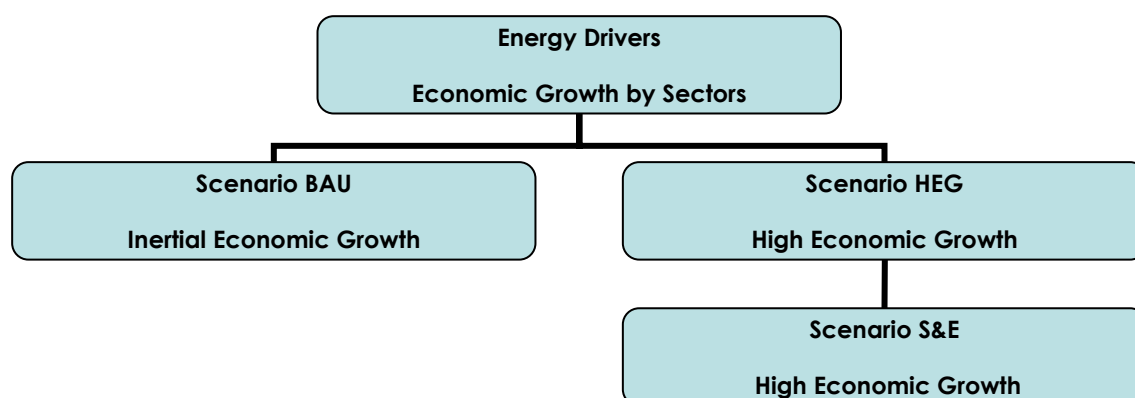 Energy Drivers
Economic Growth by Sectors
Scenario BAU
Inertial Economic Growth
Scenario HEG
High Economic Growth
Scenario S&E
High Economic Growth